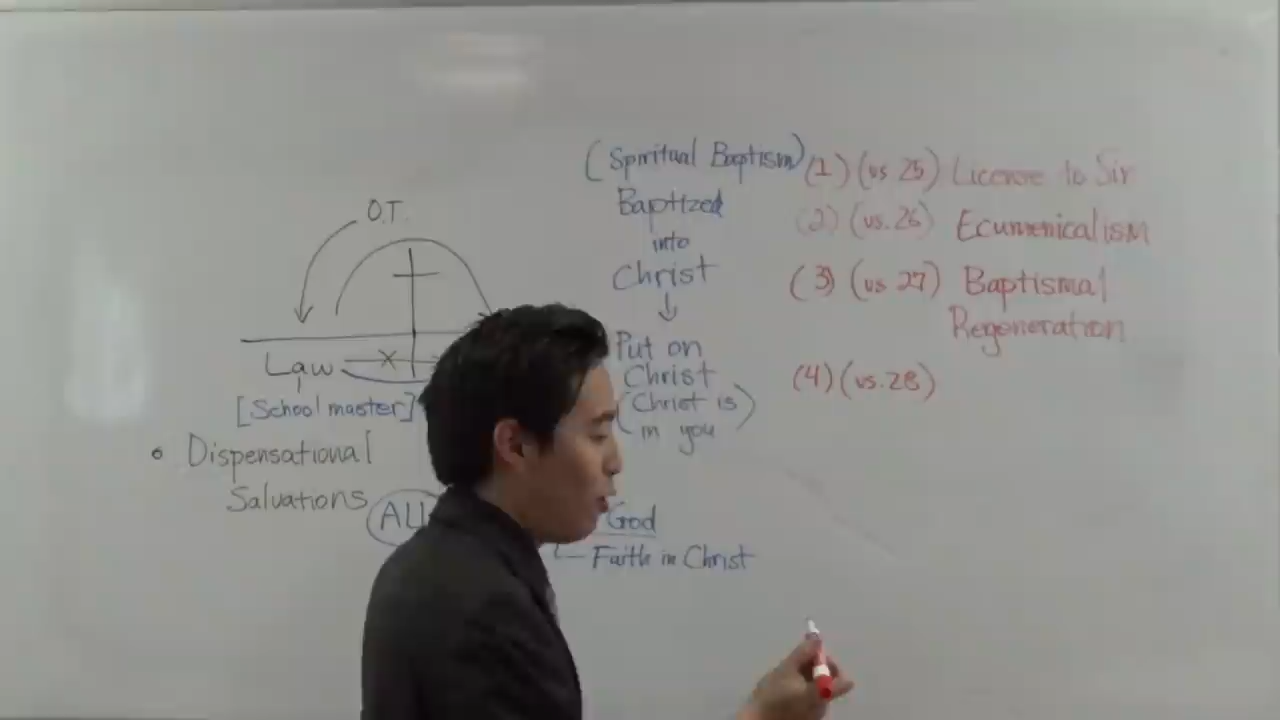 O.T.
Law
[School master]
• Dispensational
Salvations
(Spiritual Baptism)
Baptized
into
Christ
Put on
Christ
(Christ is
in you)
God
Faith in Christ
(1) (vs 25) License to Sin
(2) (vs. 26) Ecumenicalism
(3) (vs 27) Baptismal
Regeneration
(4) (vs. 28)